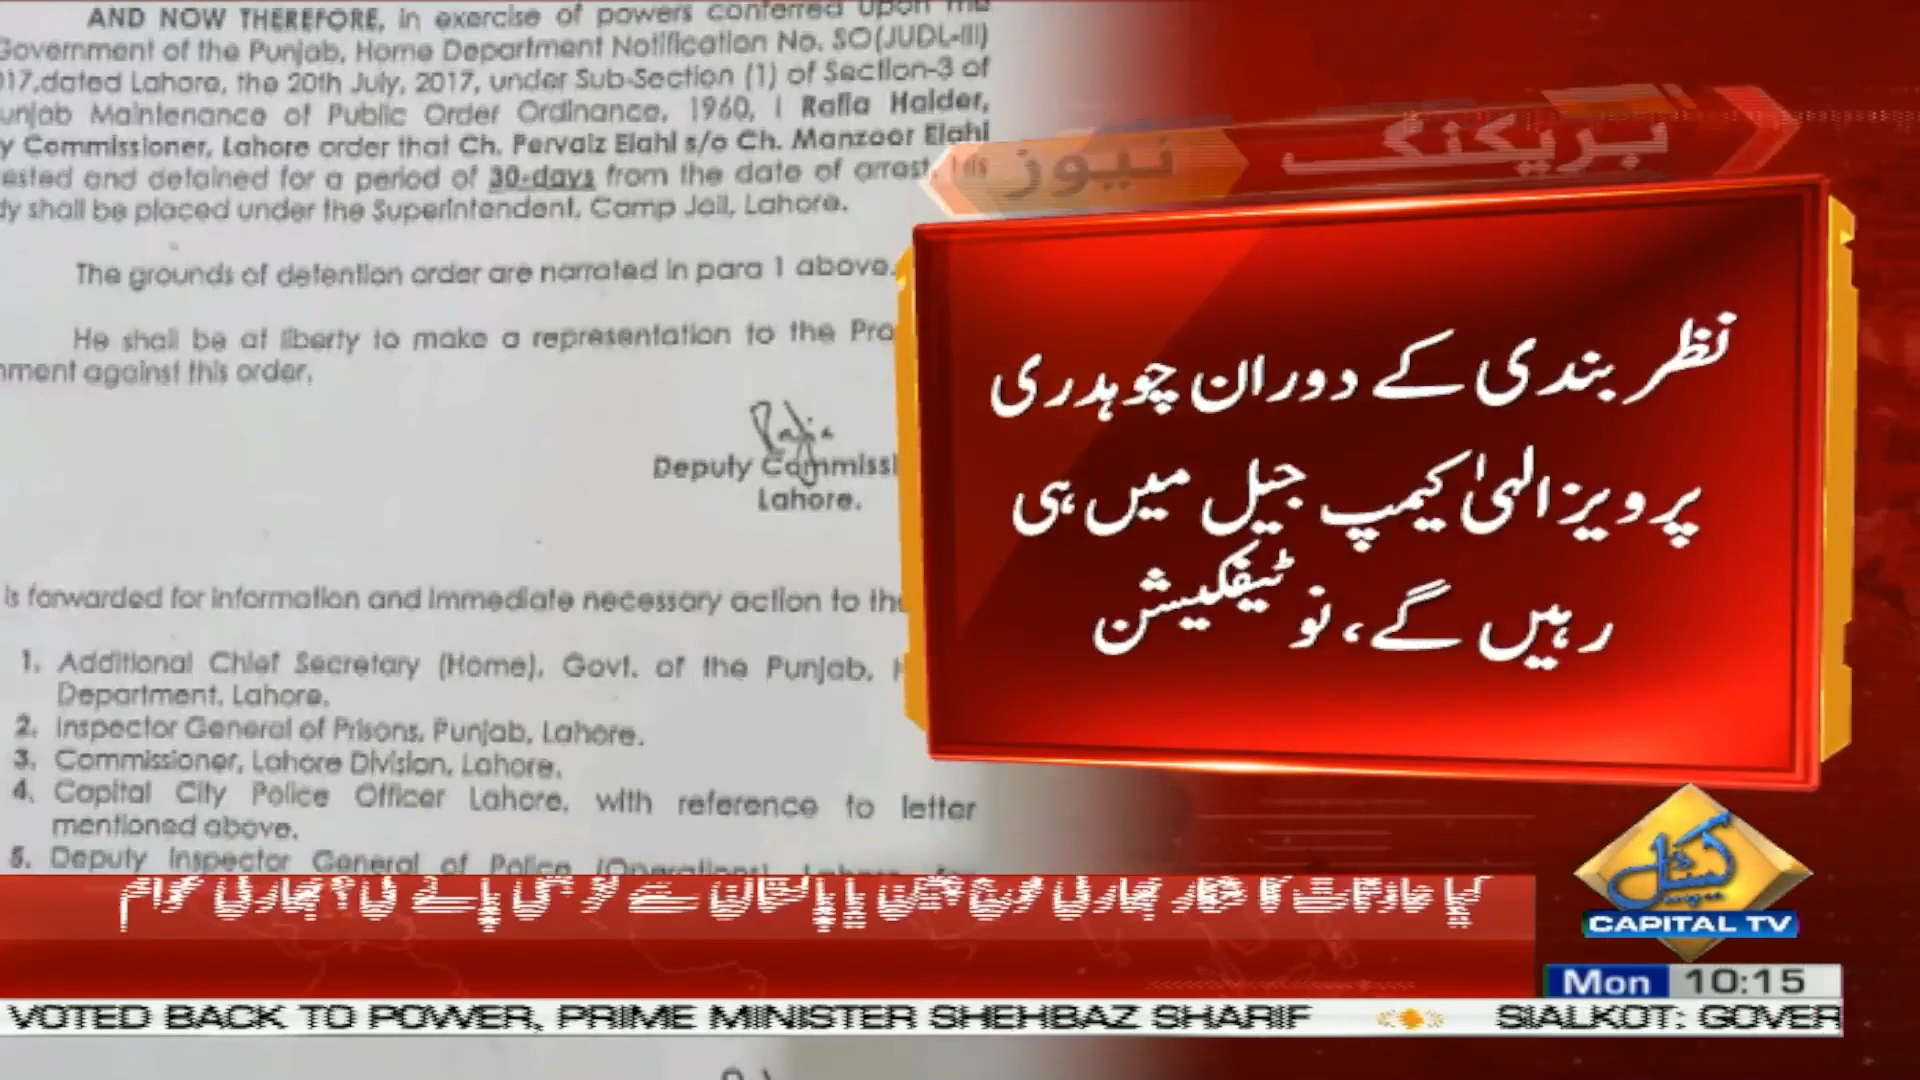 AND NOW THEREFORE, in exercise of powers conferred upon the
Government of the Punjab, Home Department Notification No. SO(JUDL-III)
017,dated Lahore, the 20th July, 2017, under Sub-Section (1) of Section-3 of
unjab Maintenance of Public Order Ordinance, 1960, I Rafia Haider,
y Commissioner, Lahore order that Ch. Pervaiz Elahi s/o Ch. Manzoor Elahi
ested and detained for a period of 30-days from the date of arrest. His
dy shall be placed under the Superintendent, Camp Jail, Lahore.
The grounds of detention order are narrated in para 1 above.
He shall be at liberty to make a representation to the Pro
nment against this order.
Deputy Commissi
Lahore.
is forwarded for information and immediate necessary action to the
1. Additional Chief Secretary (Home), Govt. of the Punjab, H
Department, Lahore.
2. Inspector General of Prisons, Punjab, Lahore.
3. Commissioner, Lahore Division, Lahore.
4. Capital City Police Officer Lahore, with reference to letter
mentioned above.
5. Deputy Inspector General of Police (Operations), Lahore
بریکنگ نیوز
نظر بندی کے دوران چوہدری
پرویز الہیٰ کیمپ جیل میں ہی
رہیں گے، نوٹیفکیشن
کیپیٹل
CAPITAL TV
Mon 10:15
VOTED BACK TO POWER, PRIME MINISTER SHEHBAZ SHARIF SIALKOT: GOVER